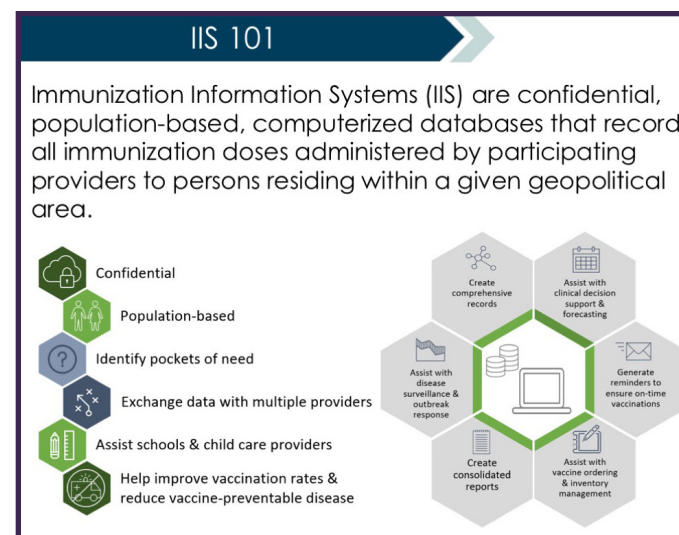 IIS 101
Immunization Information Systems (IIS) are confidential,
population-based, computerized databases that record
all immunization doses administered by participating
providers to persons residing within a given geopolitical
area.
Confidential
Population-based
Identify pockets of need
Exchange data with multiple providers
Assist schools & child care providers
Help improve vaccination rates &
reduce vaccine-preventable disease
Create
comprehensive
records
Assist with
clinical decision
support &
forecasting
Assist with
disease
surveillance &
outbreak
response
Generate
reminders to
ensure on-time
vaccinations
Create
consolidated
reports
Assist with
vaccine ordering
& inventory
management